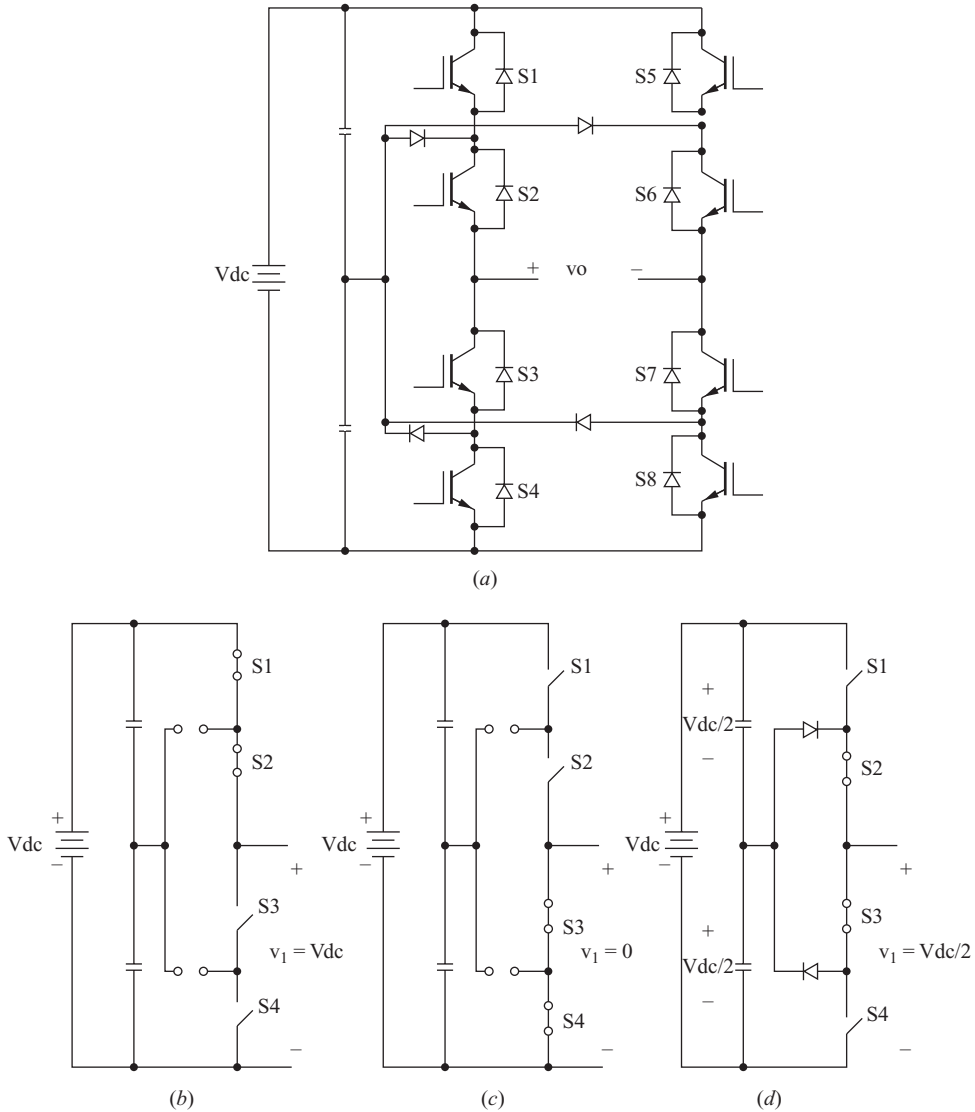 S1
S5
S2
S6
Vdc
+ vo −
S3
S7
S4
S8
(a)
S1
S2
+
Vdc
−
+
S3
v1 = Vdc
S4
−
(b)
S1
S2
+
Vdc
−
+
S3
v1 = 0
S4
−
(c)
S1
+
Vdc/2
−
S2
+
Vdc
−
+
S3
+
Vdc/2
−
v1 = Vdc/2
S4
−
(d)